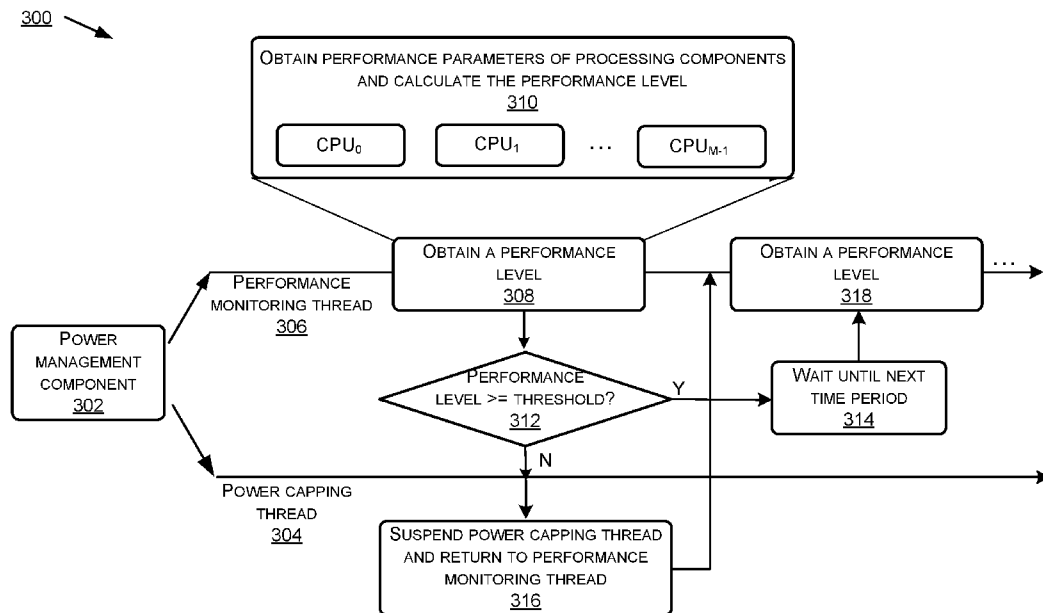 300
OBTAIN PERFORMANCE PARAMETERS OF PROCESSING COMPONENTS
AND CALCULATE THE PERFORMANCE LEVEL
310
CPU0
CPU1
...
CPUM-1
OBTAIN A PERFORMANCE
LEVEL
308
OBTAIN A PERFORMANCE
LEVEL
318
...
PERFORMANCE
MONITORING THREAD
306
POWER
MANAGEMENT
COMPONENT
302
PERFORMANCE
LEVEL >= THRESHOLD?
312
Y
WAIT UNTIL NEXT
TIME PERIOD
314
N
POWER CAPPING
THREAD
304
SUSPEND POWER CAPPING THREAD
AND RETURN TO PERFORMANCE
MONITORING THREAD
316